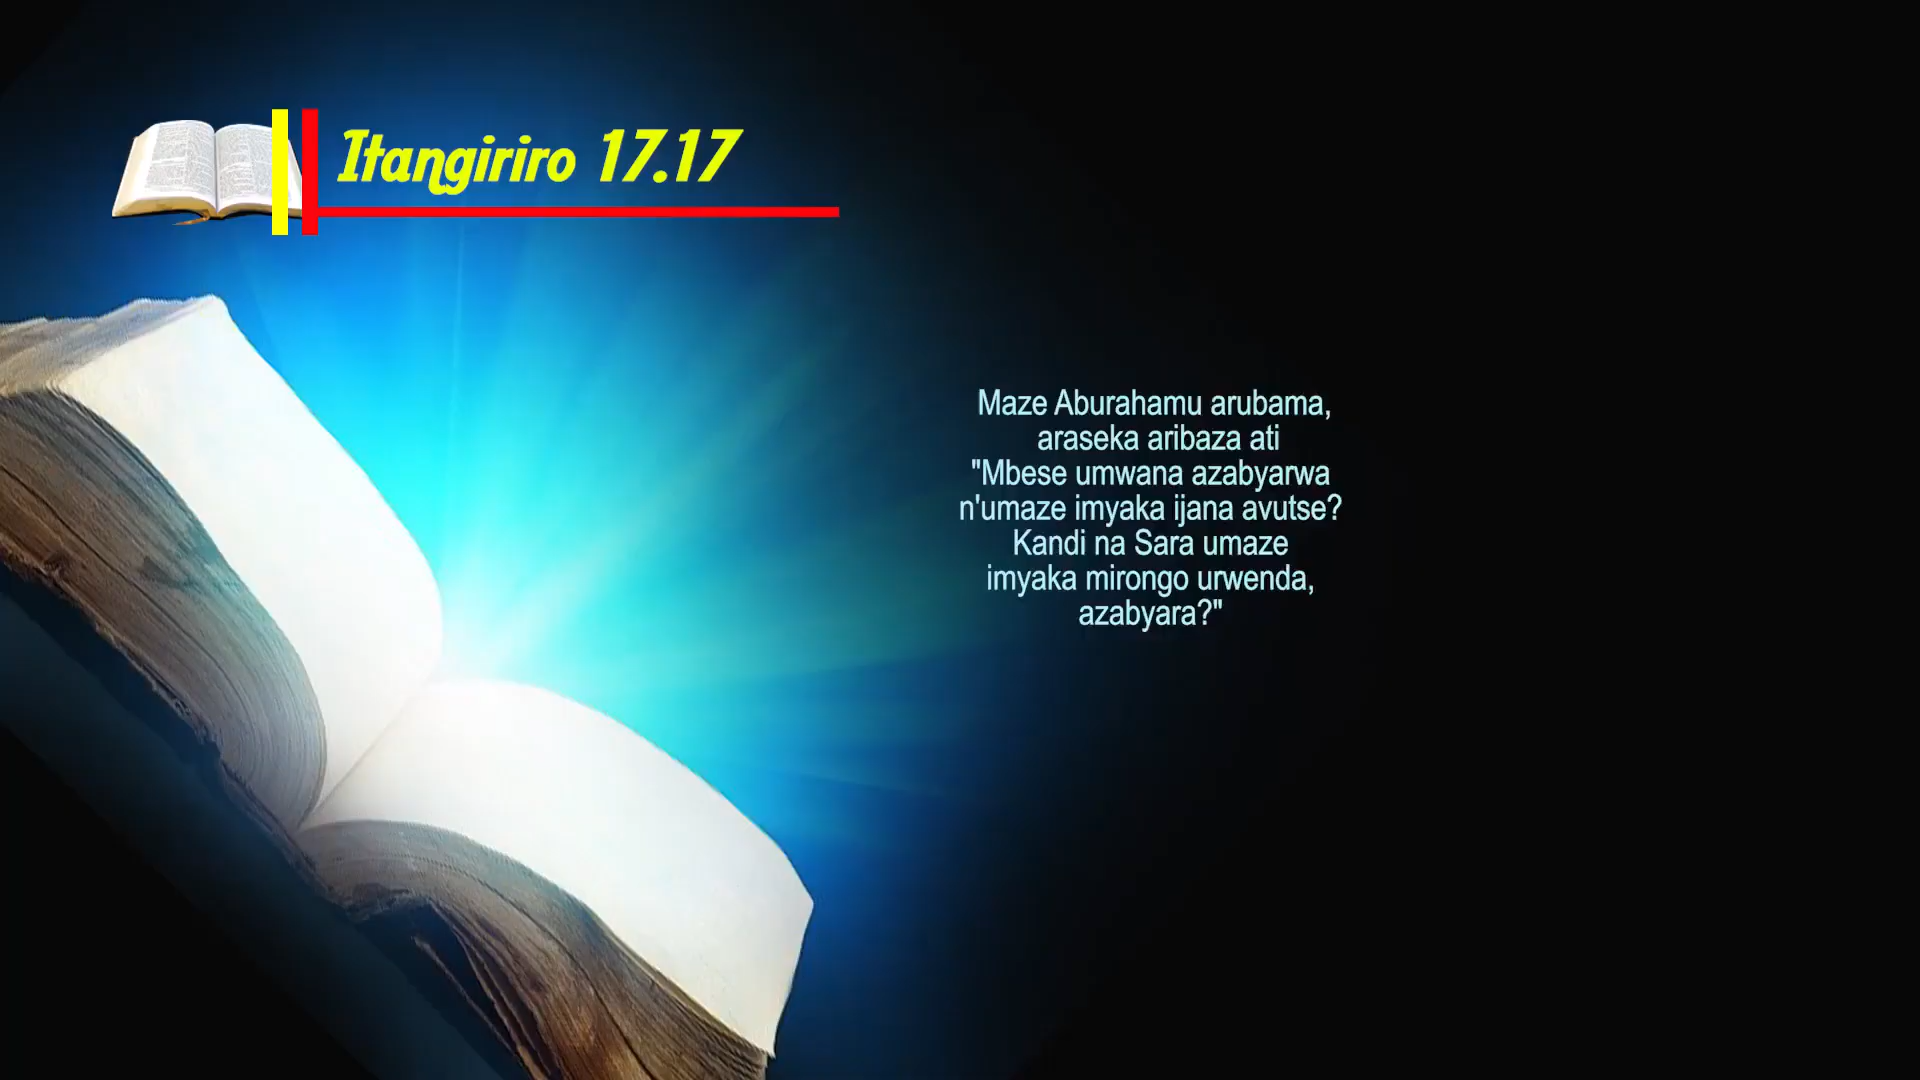 Itangiriro 17.17
Maze Aburahamu arubama,
araseka aribaza ati
"Mbese umwana azabyarwa
n'umaze imyaka ijana avutse?
Kandi na Sara umaze
imyaka mirongo urwenda,
azabyara?"